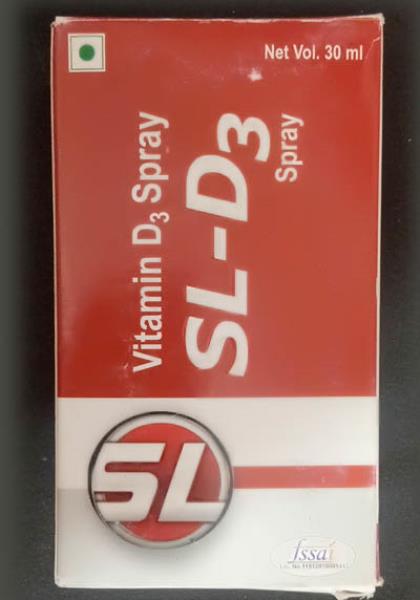 Net Vol. 30 ml
Vitamin D3 Spray
SL-D3
Spray
SL
fssai